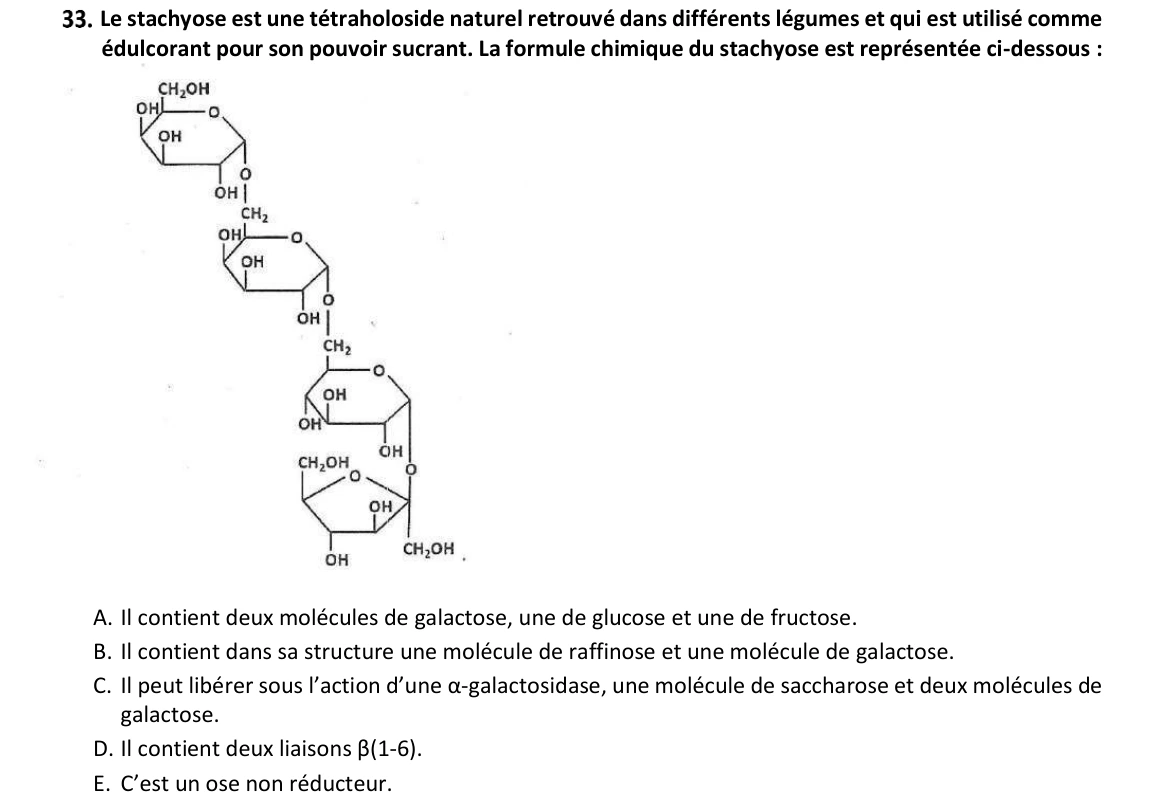 33. Le stachyose est une tétraholoside naturel retrouvé dans différents légumes et qui est utilisé comme
édulcorant pour son pouvoir sucrant. La formule chimique du stachyose est représentée ci-dessous :
CH₂OH
OH
O
OH
O
OH
CH₂
OH
O
OH
O
OH
CH₂
O
OH
OH
OH
CH₂OH
O
O
OH
CH₂OH
OH
A. Il contient deux molécules de galactose, une de glucose et une de fructose.
B. Il contient dans sa structure une molécule de raffinose et une molécule de galactose.
C. Il peut libérer sous l’action d’une α-galactosidase, une molécule de saccharose et deux molécules de
galactose.
D. Il contient deux liaisons β(1-6).
E. C’est un ose non réducteur.